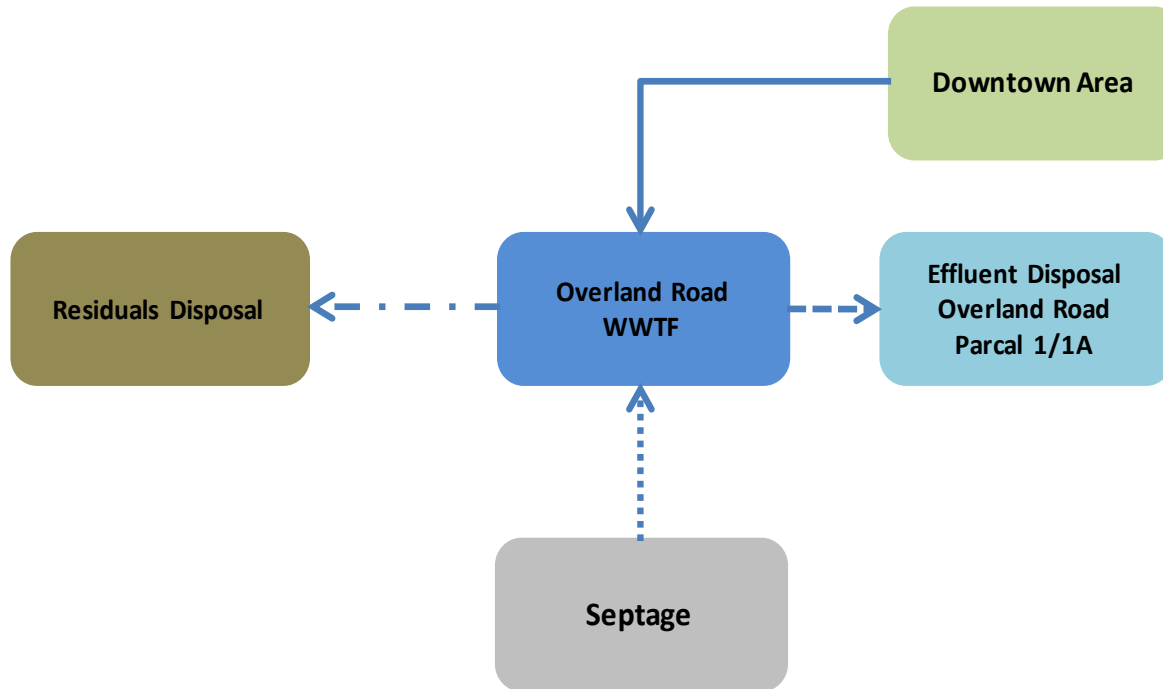 Downtown Area
Residuals Disposal
Overland Road
WWTF
Effluent Disposal
Overland Road
Parcal 1/1A
Septage